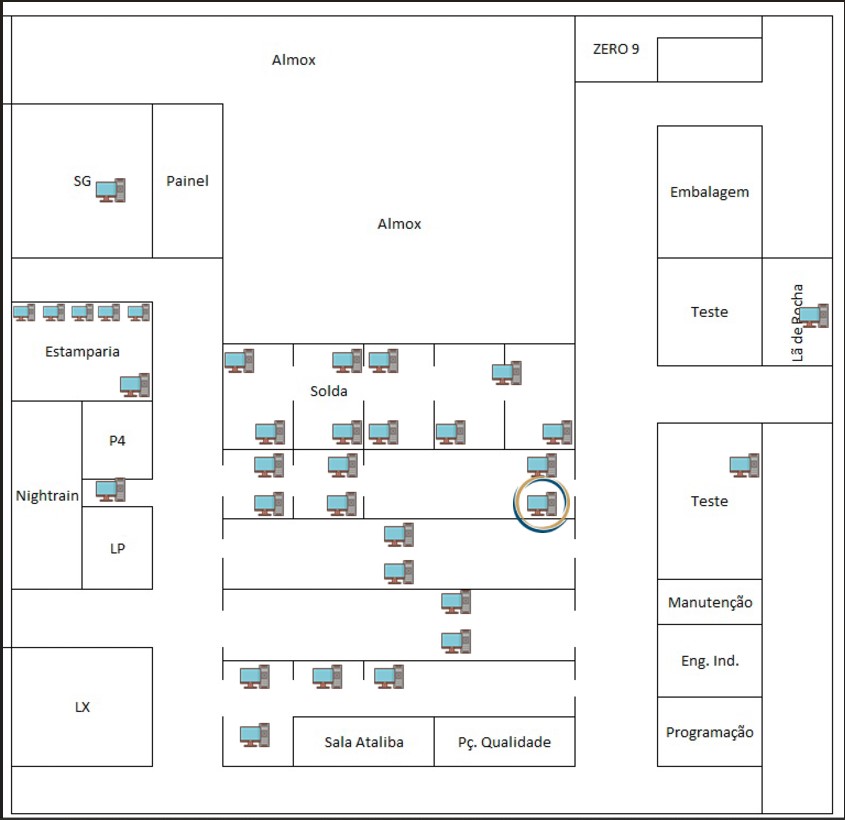 ZERO 9
Almox
SG
Painel
Embalagem
Almox
Teste
Lã de Rocha
Estamparia
Solda
P4
Nightrain
Teste
LP
Manutenção
Eng. Ind.
LX
Sala Ataliba
Pç. Qualidade
Programação